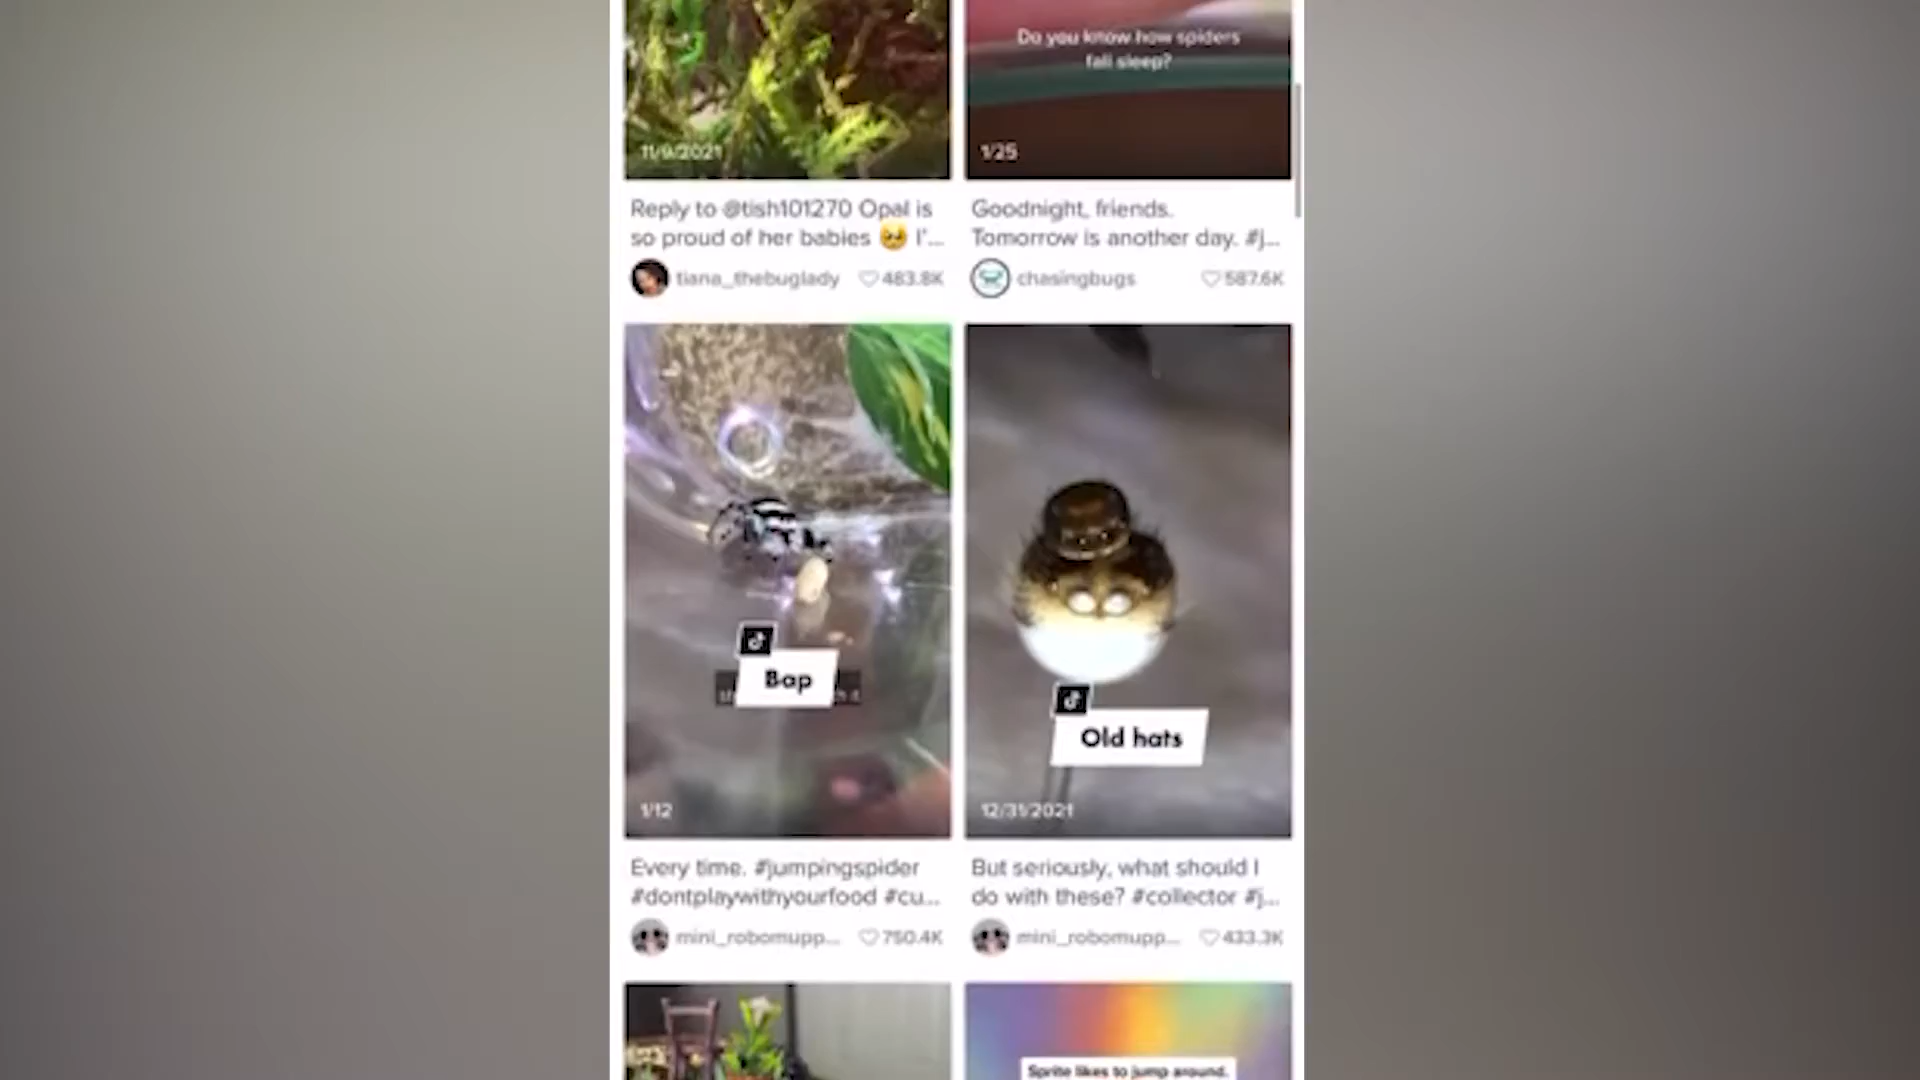 Do you know how spiders
fall sleep?
11/9/2021
1/25
Reply to @tish101270 Opal is
so proud of her babies 🥹 I'...
Goodnight, friends.
Tomorrow is another day. #j...
tiana_thebuglady
483.8K
chasingbugs
587.6K
Bap
Old hats
1/12
12/31/2021
Every time. #jumpingspider
#dontplaywithyourfood #cu...
But seriously, what should I
do with these? #collector #j...
mini_robomupp...
750.4K
mini_robomupp...
433.3K
Sprite likes to jump around.